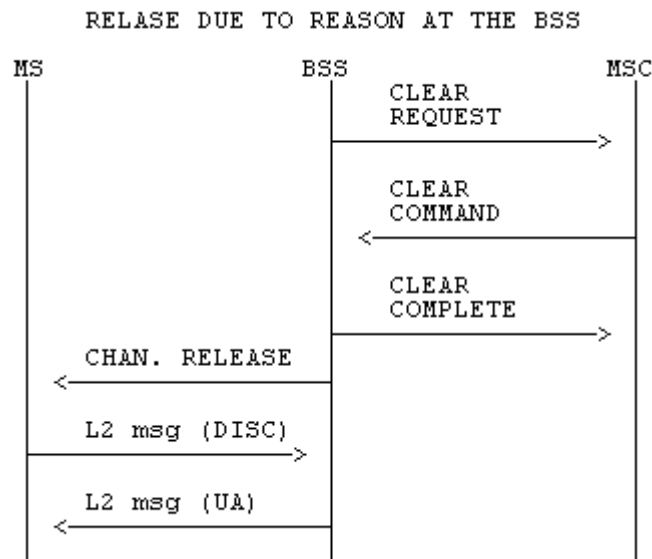 RELASE DUE TO REASON AT THE BSS
MS BSS MSC
CLEAR
REQUEST
CLEAR
COMMAND
CLEAR
COMPLETE
CHAN. RELEASE
L2 msg (DISC)
L2 msg (UA)